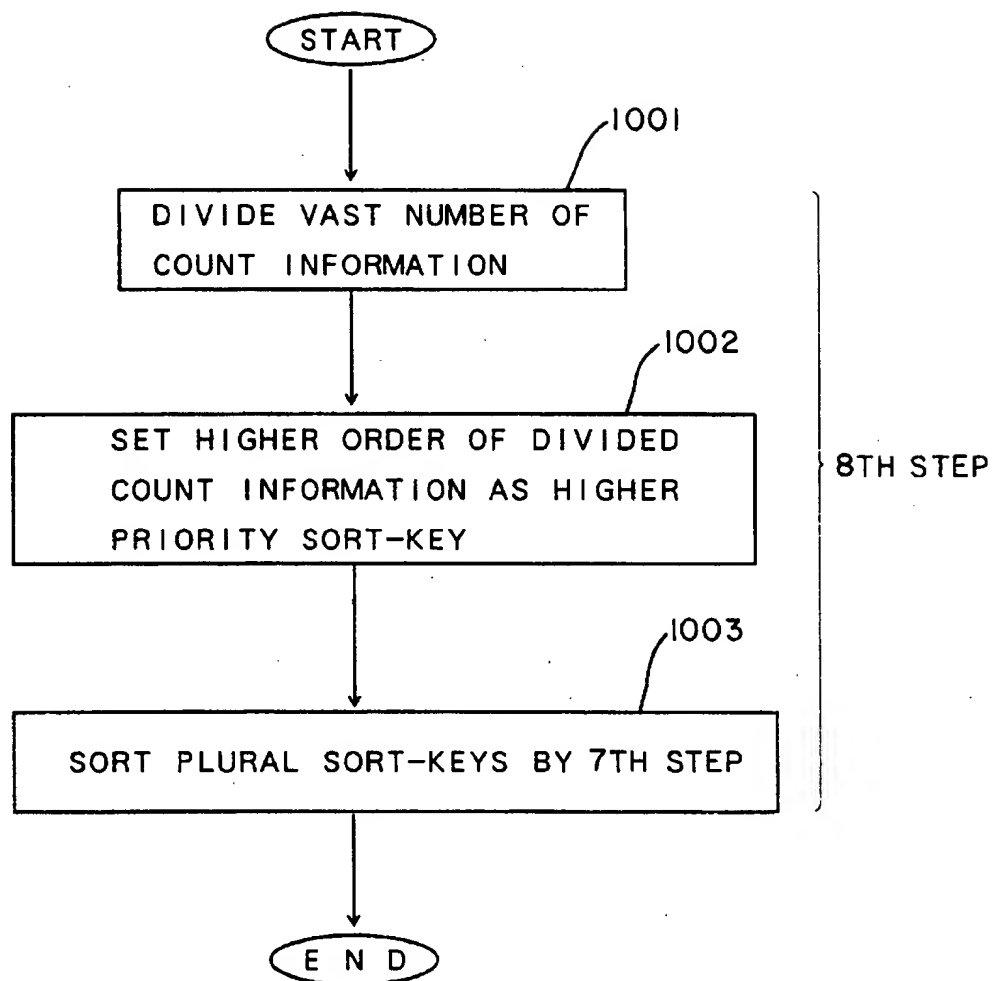 START
1001
DIVIDE VAST NUMBER OF
COUNT INFORMATION
1002
SET HIGHER ORDER OF DIVIDED
COUNT INFORMATION AS HIGHER
PRIORITY SORT-KEY
8TH STEP
1003
SORT PLURAL SORT-KEYS BY 7TH STEP
END